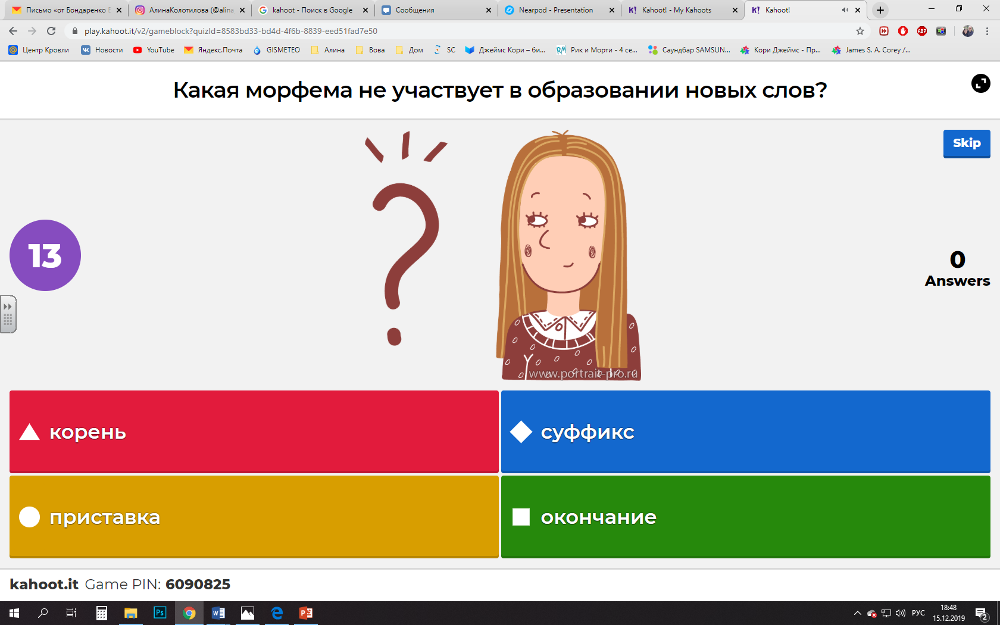 Письмо «от Бондаренко Е
АлинаКолотилова (@alina
kahoot - Поиск в Google
Сообщения
Nearpod - Presentation
K! Kahoot! - My Kahoots
K! Kahoot!
play.kahoot.it/v2/gameblock?quizId=8583bd33-bd4d-4f6b-8839-eed51fad7e50
ABP
Центр Кровли
Новости
YouTube
Яндекс.Почта
GISMETEO
Алина
Вова
Дом
SC
Джеймс Кори – би...
RM Рик и Морти - 4 се...
Саундбар SAMSUN...
Кори Джеймс - Пр...
James S. A. Corey /...
Какая морфема не участвует в образовании новых слов?
Skip
13
0
Answers
www.portrait-pro.ru
корень
суффикс
приставка
окончание
kahoot.it Game PIN: 6090825
Ps
РУС
18:48
15.12.2019
2